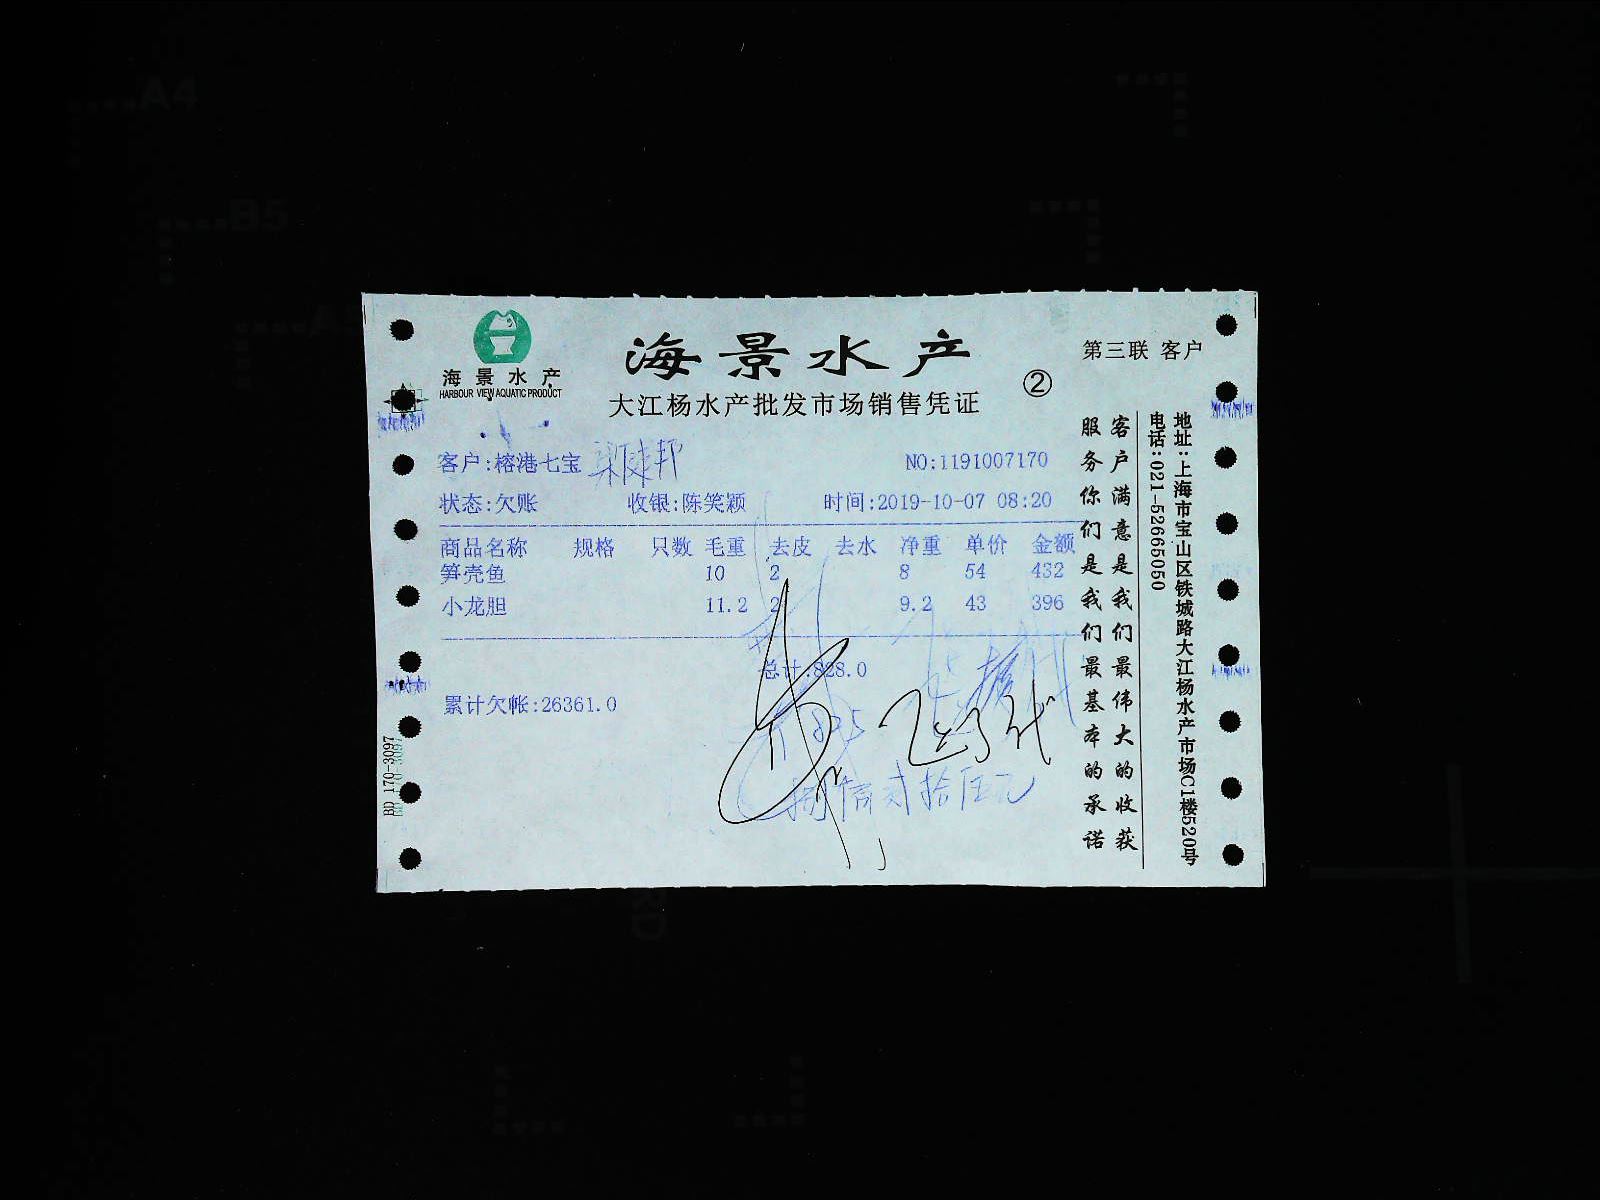 海景水产
HARBOUR VIEW AQUATIC PRODUCT
海景水产
大江杨水产批发市场销售凭证
②
第三联 客户
客户:榕港七宝
NO:1191007170
状态:欠账 收银:陈笑颖 时间:2019-10-07 08:20
商品名称 规格 只数 毛重 去皮 去水 净重 单价 金额
笋壳鱼 10 2 8 54 432
小龙胆 11.2 2 9.2 43 396
总计:828.0
累计欠帐:26361.0
825
捌佰贰拾伍元
客户满意是我们最伟大的收获
服务你们是我们最基本的承诺
地址:上海市宝山区铁城路大江杨水产市场C1楼520号
电话:021-52665050
BD 170-3097